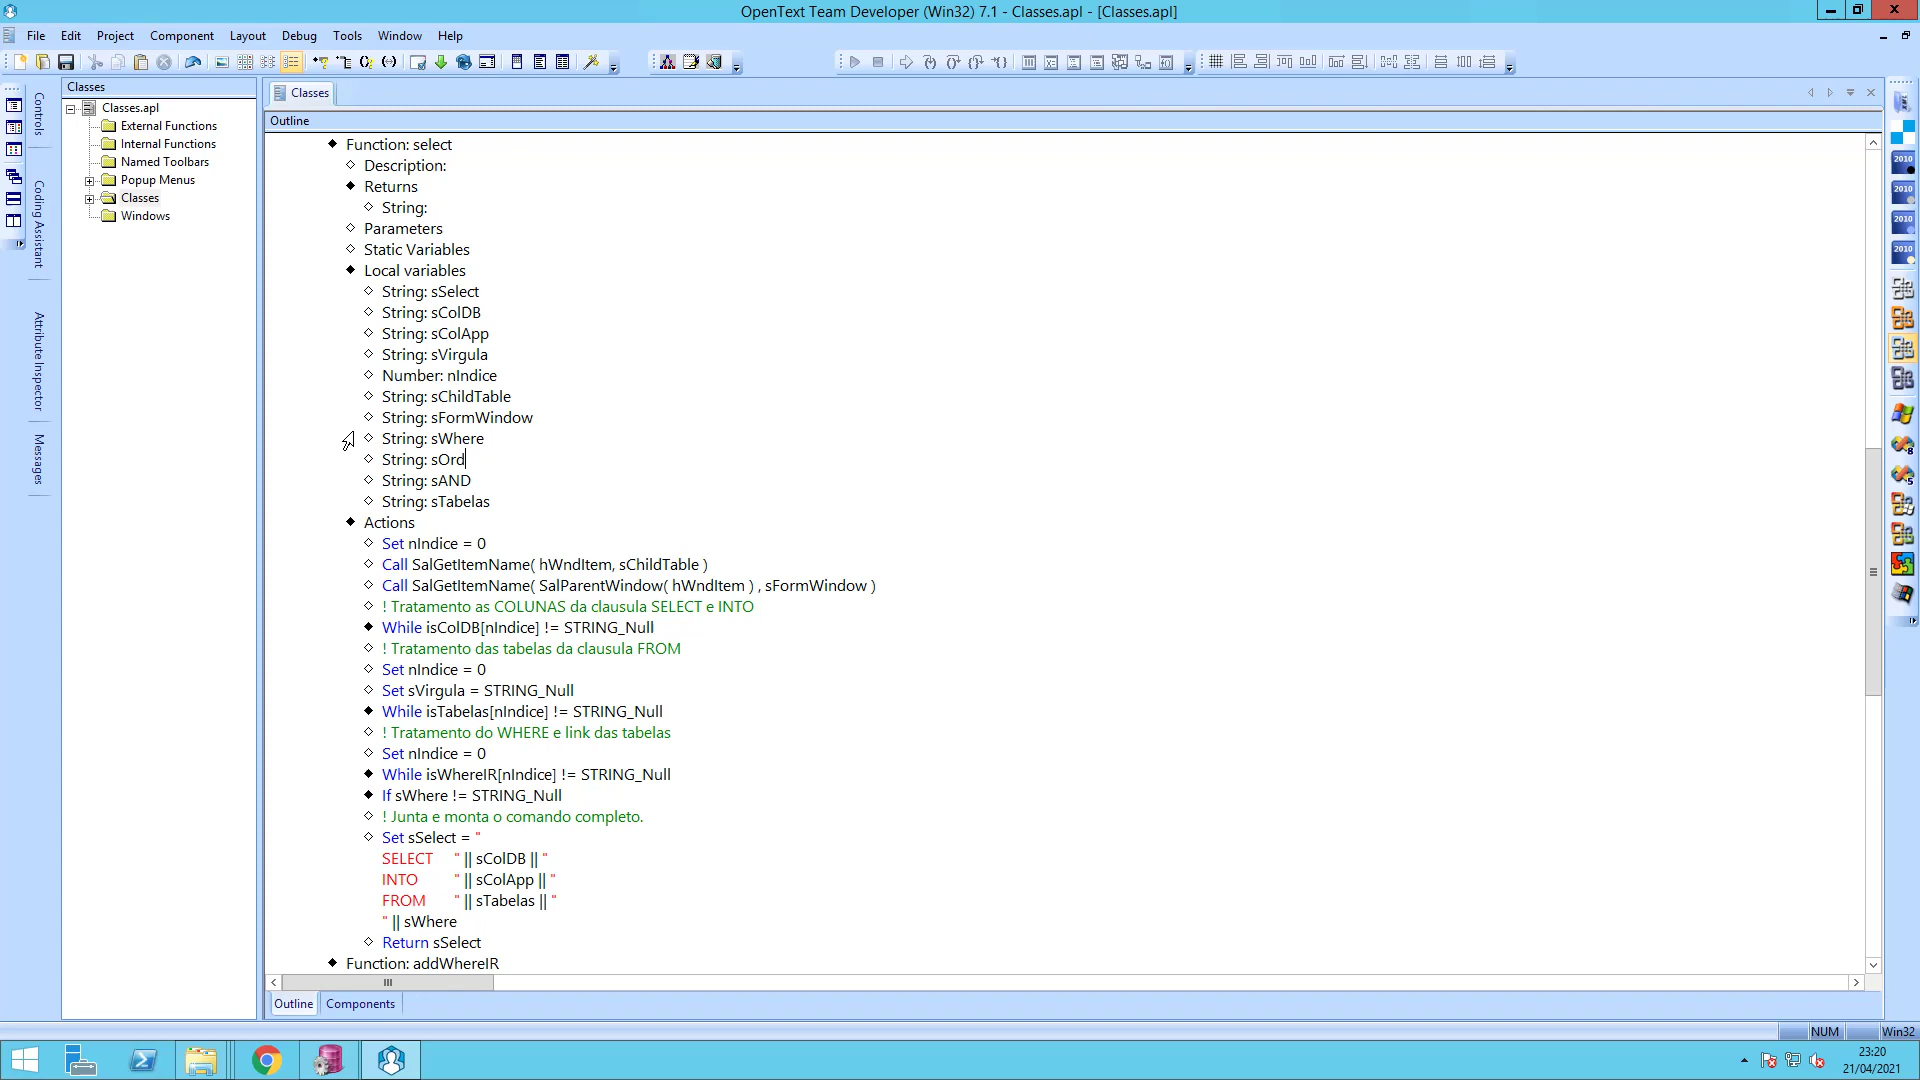 OpenText Team Developer (Win32) 7.1 - Classes.apl - [Classes.apl]
File Edit Project Component Layout Debug Tools Window Help
Classes
Classes
Classes.apl
External Functions
Internal Functions
Named Toolbars
Popup Menus
Classes
Windows
Controls
Coding Assistant
Attribute Inspector
Messages
Outline
Function: select
Description:
Returns
String:
Parameters
Static Variables
Local variables
String: sSelect
String: sColDB
String: sColApp
String: sVirgula
Number: nIndice
String: sChildTable
String: sFormWindow
String: sWhere
String: sOrd
String: sAND
String: sTabelas
Actions
Set nIndice = 0
Call SalGetItemName( hWndItem, sChildTable )
Call SalGetItemName( SalParentWindow( hWndItem ) , sFormWindow )
! Tratamento as COLUNAS da clausula SELECT e INTO
While isColDB[nIndice] != STRING_Null
! Tratamento das tabelas da clausula FROM
Set nIndice = 0
Set sVirgula = STRING_Null
While isTabelas[nIndice] != STRING_Null
! Tratamento do WHERE e link das tabelas
Set nIndice = 0
While isWhereIR[nIndice] != STRING_Null
If sWhere != STRING_Null
! Junta e monta o comando completo.
Set sSelect = "
SELECT " || sColDB || "
INTO " || sColApp || "
FROM " || sTabelas || "
" || sWhere
Return sSelect
Function: addWhereIR
Outline Components
2010
2010
2010
2010
8
5
NUM Win32
23:20
21/04/2021